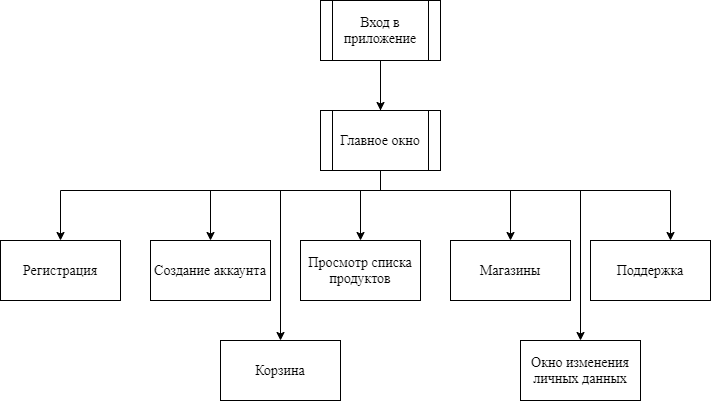 Вход в
приложение
Главное окно
Регистрация
Создание аккаунта
Просмотр списка
продуктов
Магазины
Поддержка
Корзина
Окно изменения
личных данных